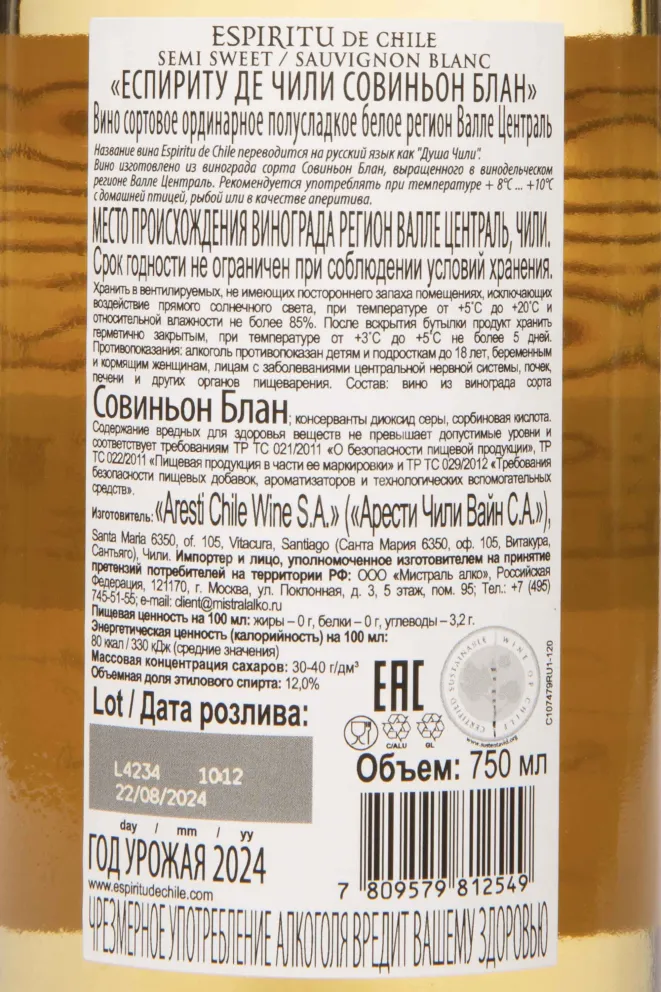 ESPIRITU DE CHILE
SEMI SWEET / SAUVIGNON BLANC
«ЕСПИРИТУ ДЕ ЧИЛИ СОВИНЬОН БЛАН»
Вино сортовое ординарное полусладкое белое регион Валле Централь
Название вина Espiritu de Chile переводится на русский язык как "Душа Чили".
Вино изготовлено из винограда сорта Совиньон Блан, выращенного в винодельческом
регионе Валле Централь. Рекомендуется употреблять при температуре + 8°С ... +10°С
с домашней птицей, рыбой или в качестве аперитива.
МЕСТО ПРОИСХОЖДЕНИЯ ВИНОГРАДА РЕГИОН ВАЛЛЕ ЦЕНТРАЛЬ, ЧИЛИ.
Срок годности не ограничен при соблюдении условий хранения.
Хранить в вентилируемых, не имеющих постороннего запаха помещениях, исключающих
воздействие прямого солнечного света, при температуре от +5˚С до +20˚С и
относительной влажности не более 85%. После вскрытия бутылки продукт хранить
герметично закрытым, при температуре от +3˚С до +5˚С не более 5 дней.
Противопоказания: алкоголь противопоказан детям и подросткам до 18 лет, беременным
и кормящим женщинам, лицам с заболеваниями центральной нервной системы, почек,
печени и других органов пищеварения. Состав: вино из винограда сорта
Совиньон Блан; консерванты диоксид серы, сорбиновая кислота.
Содержание вредных для здоровья веществ не превышает допустимые уровни и
соответствует требованиям ТР ТС 021/2011 «О безопасности пищевой продукции», ТР
ТС 022/2011 «Пищевая продукция в части ее маркировки» и ТР ТС 029/2012 «Требования
безопасности пищевых добавок, ароматизаторов и технологических вспомогательных
средств».
Изготовитель: «Aresti Chile Wine S.A.» («Арести Чили Вайн С.А.»),
Santa Maria 6350, of. 105, Vitacura, Santiago (Санта Мария 6350, оф. 105, Витакура,
Сантьяго), Чили. Импортер и лицо, уполномоченное изготовителем на принятие
претензий потребителей на территории РФ: ООО «Мистраль алко», Российская
Федерация, 121170, г. Москва, ул. Поклонная, д. 3, 5 этаж, пом. 95; Тел.: +7 (495)
745-51-55; e-mail: client@mistralalko.ru
Пищевая ценность на 100 мл: жиры – 0 г, белки – 0 г, углеводы – 3,2 г.
Энергетическая ценность (калорийность) на 100 мл:
80 ккал / 330 кДж (средние значения)
Массовая концентрация сахаров: 30-40 г/дм³
Объемная доля этилового спирта: 12,0%
EAC
CERTIFIED SUSTAINABLE WINE OF CHILE
www.sustentavid.org
C107479RU1-120
C/ALU
GL
Lot / Дата розлива:
L4234 10:12
22/08/2024
day / mm / yy
Объем: 750 мл
ГОД УРОЖАЯ 2024
www.espiritudechile.com
7 809579 812549
ЧРЕЗМЕРНОЕ УПОТРЕБЛЕНИЕ АЛКОГОЛЯ ВРЕДИТ ВАШЕМУ ЗДОРОВЬЮ